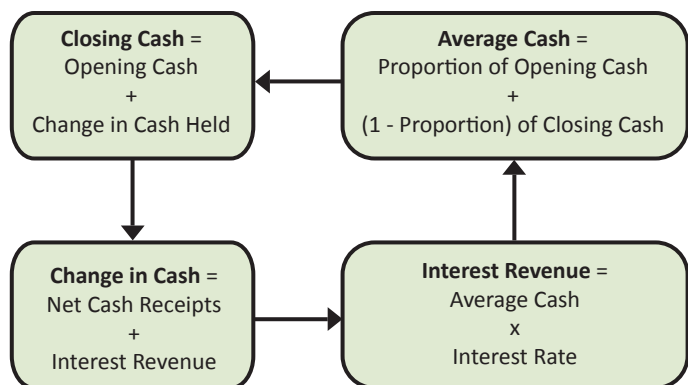 Closing Cash =
Opening Cash
+
Change in Cash Held
Average Cash =
Proportion of Opening Cash
+
(1 - Proportion) of Closing Cash
Change in Cash =
Net Cash Receipts
+
Interest Revenue
Interest Revenue =
Average Cash
x
Interest Rate